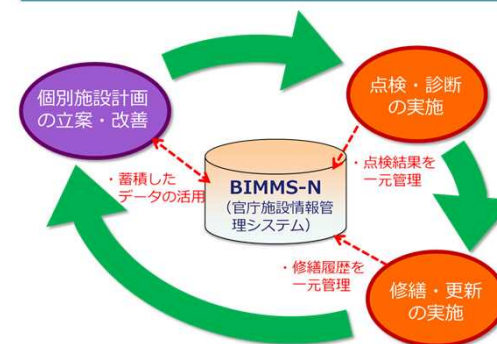 個別施設計画
の立案・改善
点検・診断
の実施
・点検結果を
一元管理
・蓄積した
データの活用
BIMMS-N
（官庁施設情報管
理システム）
・修繕履歴を
一元管理
修繕・更新
の実施